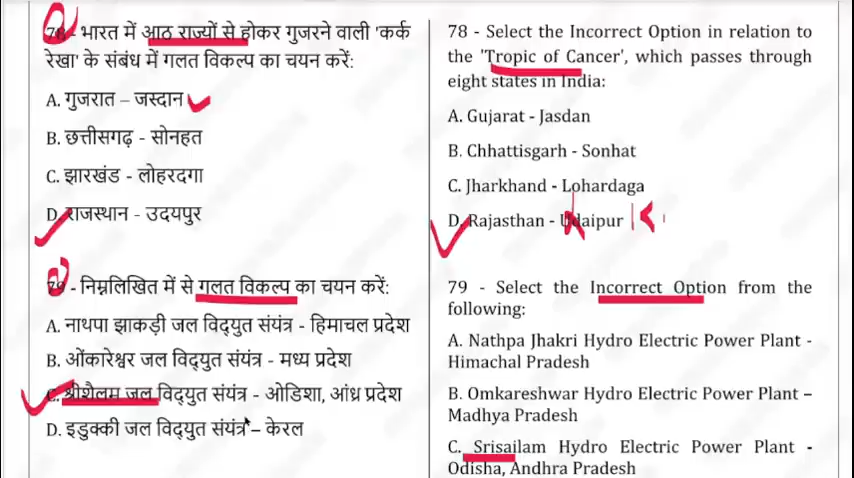 78 - भारत में आठ राज्यों से होकर गुजरने वाली 'कर्क
रेखा' के संबंध में गलत विकल्प का चयन करें:
A. गुजरात – जस्दान
B. छत्तीसगढ़ - सोनहत
C. झारखंड - लोहरदगा
D. राजस्थान - उदयपुर
79 - निम्नलिखित में से गलत विकल्प का चयन करें:
A. नाथपा झाकड़ी जल विद्युत संयंत्र - हिमाचल प्रदेश
B. ओंकारेश्वर जल विद्युत संयंत्र - मध्य प्रदेश
C. श्रीशैलम जल विद्युत संयंत्र - ओडिशा, आंध्र प्रदेश
D. इडुक्की जल विद्युत संयंत्र – केरल
78 - Select the Incorrect Option in relation to
the 'Tropic of Cancer', which passes through
eight states in India:
A. Gujarat - Jasdan
B. Chhattisgarh - Sonhat
C. Jharkhand - Lohardaga
D. Rajasthan - Udaipur
79 - Select the Incorrect Option from the
following:
A. Nathpa Jhakri Hydro Electric Power Plant -
Himachal Pradesh
B. Omkareshwar Hydro Electric Power Plant –
Madhya Pradesh
C. Srisailam Hydro Electric Power Plant -
Odisha, Andhra Pradesh